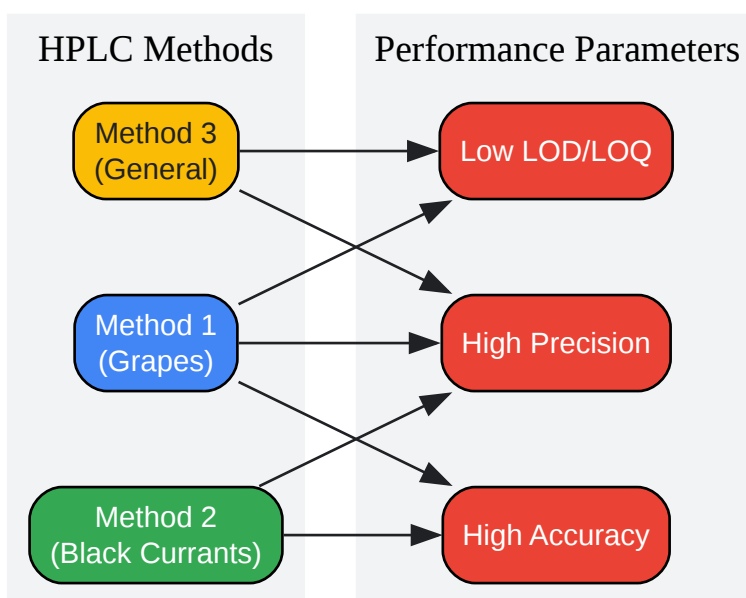 HPLC Methods
Performance Parameters
Method 3
(General)
Low LOD/LOQ
Method 1
(Grapes)
High Precision
Method 2
(Black Currants)
High Accuracy